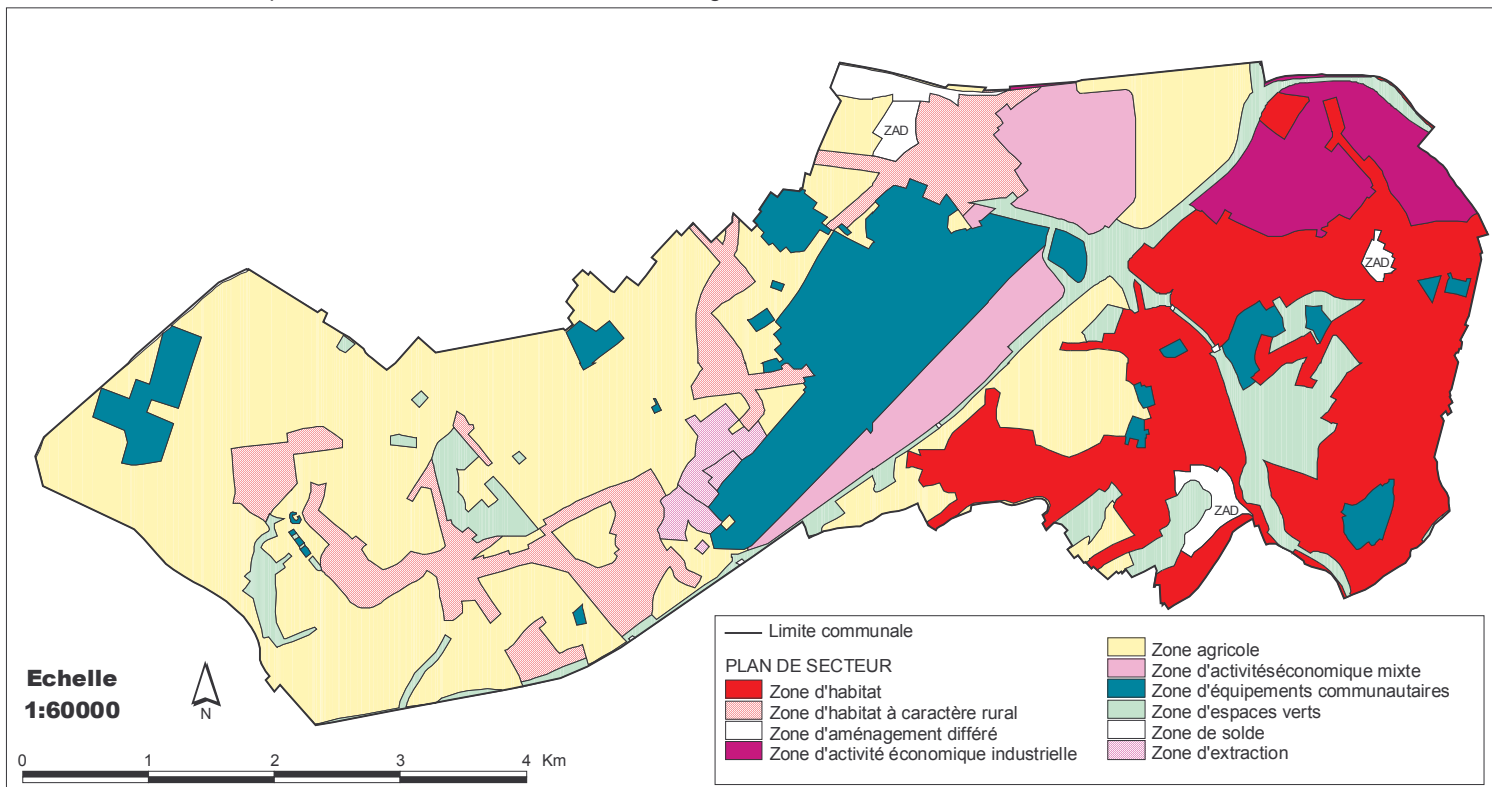 ZAD
ZAD
ZAD
Limite communale
PLAN DE SECTEUR
Zone d'habitat
Zone d'habitat à caractère rural
Zone d'aménagement différé
Zone d'activité économique industrielle
Zone agricole
Zone d'activitéséconomique mixte
Zone d'équipements communautaires
Zone d'espaces verts
Zone de solde
Zone d'extraction
Echelle
1:60000
N
0 1 2 3 4 Km